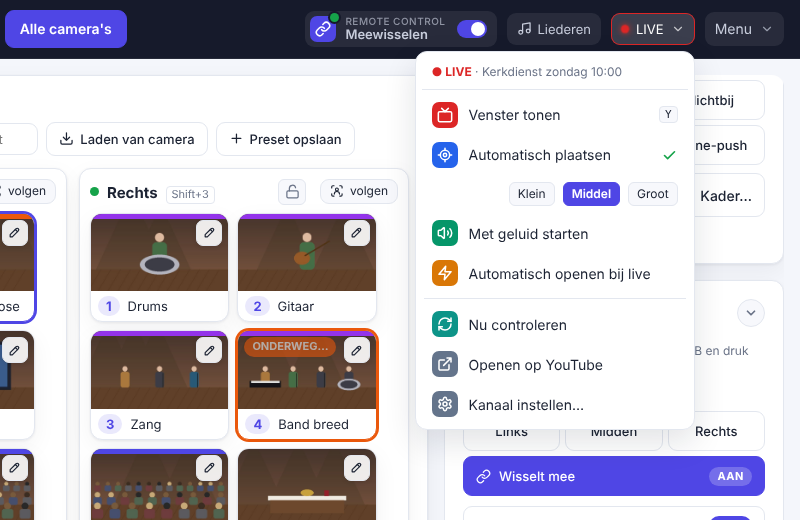 Alle camera's
REMOTE CONTROL
Meewisselen
Liederen
LIVE
Menu
LIVE · Kerkdienst zondag 10:00
Venster tonen
Y
Automatisch plaatsen
Klein
Middel
Groot
Met geluid starten
Automatisch openen bij live
Nu controleren
Openen op YouTube
Kanaal instellen...
Laden van camera
Preset opslaan
volgen
Rechts
Shift+3
volgen
1 Drums
2 Gitaar
3 Zang
ONDERWEG...
4 Band breed
Kader...
B en druk
Links
Midden
Rechts
Wisselt mee
AAN